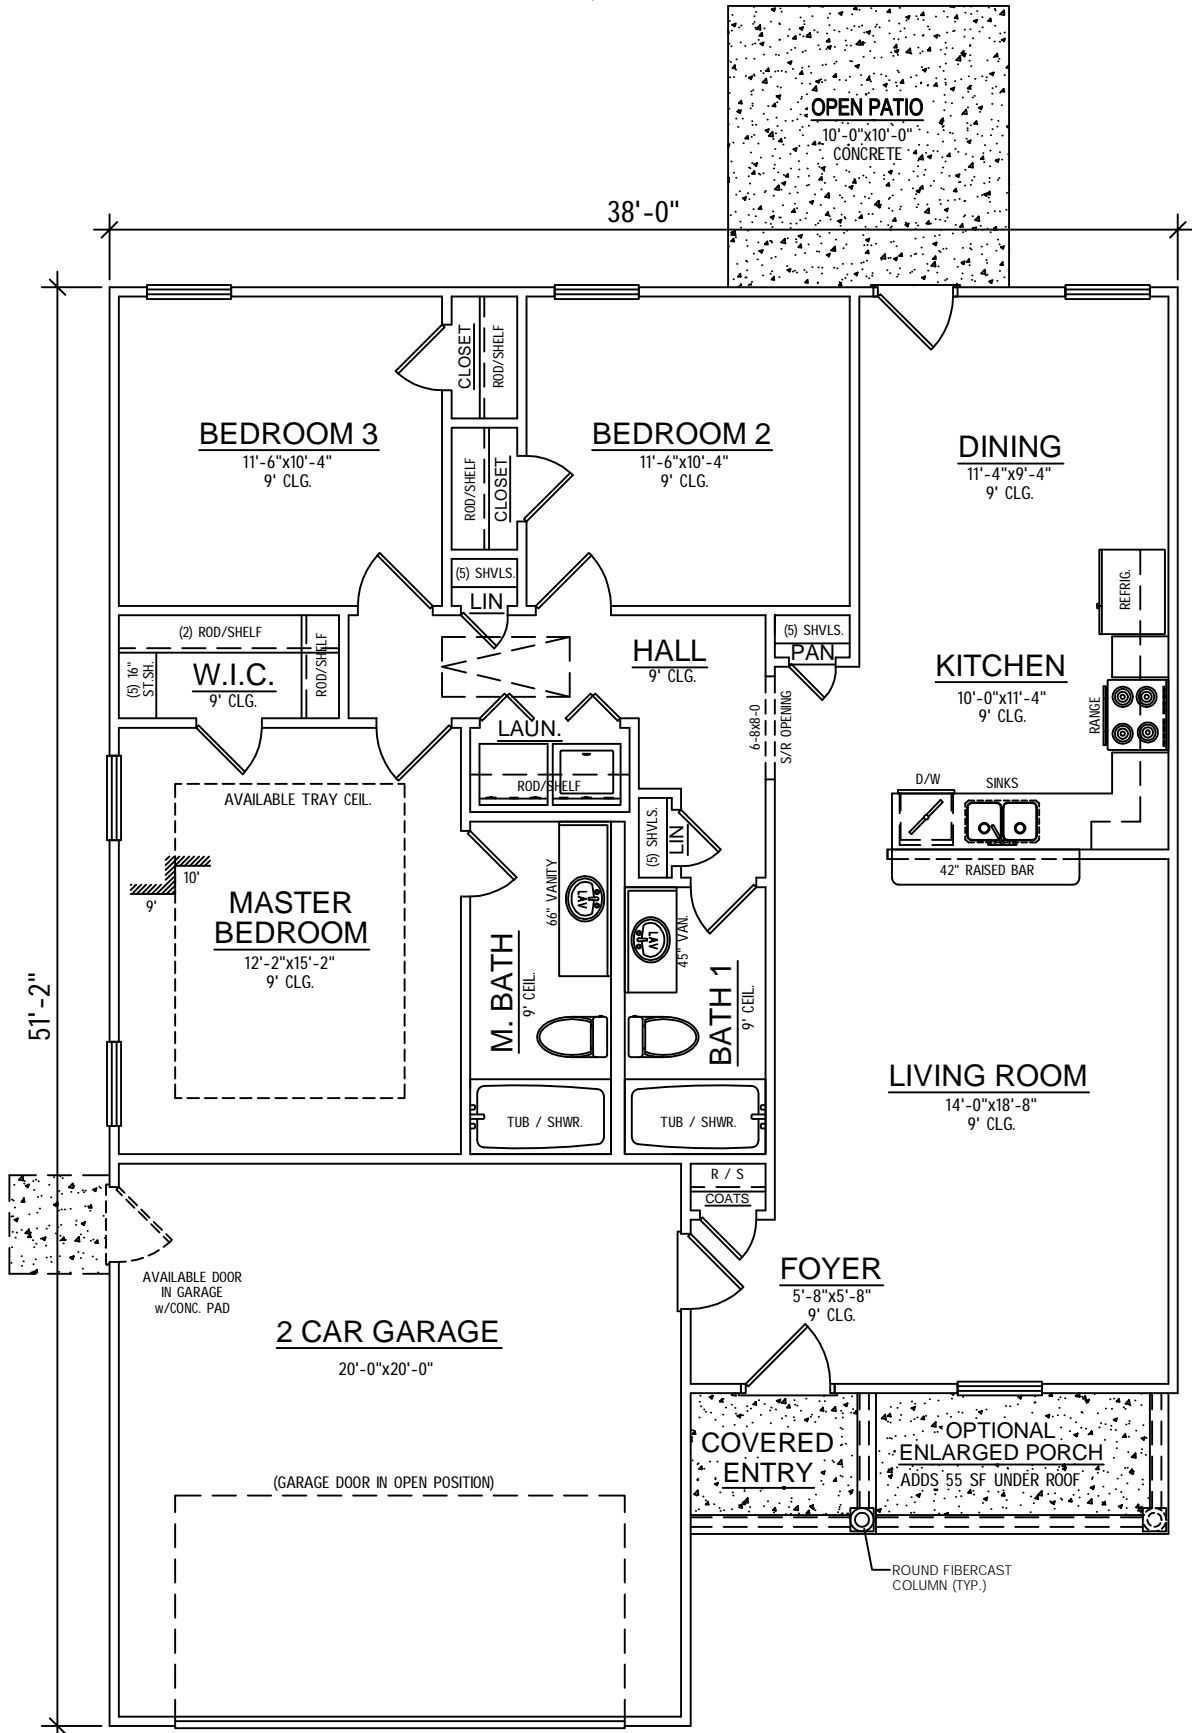 OPEN PATIO
10'-0"x10'-0"
CONCRETE
38'-0"
51'-2"
BEDROOM 3
11'-6"x10'-4"
9' CLG.
CLOSET
ROD/SHELF
ROD/SHELF
CLOSET
BEDROOM 2
11'-6"x10'-4"
9' CLG.
DINING
11'-4"x9'-4"
9' CLG.
(5) SHVLS.
LIN
REFRIG.
(2) ROD/SHELF
ROD/SHELF
(5) 16"
ST.SH.
W.I.C.
9' CLG.
HALL
9' CLG.
(5) SHVLS.
PAN
KITCHEN
10'-0"x11'-4"
9' CLG.
RANGE
6-8x8-0
S/R OPENING
LAUN.
ROD/SHELF
D/W
SINKS
42" RAISED BAR
AVAILABLE TRAY CEIL.
10'
9'
MASTER
BEDROOM
12'-2"x15'-2"
9' CLG.
(5) SHVLS.
LIN
66" VANITY
LAV
M. BATH
9' CEIL.
LAV
45" VAN.
BATH 1
9' CEIL.
TUB / SHWR.
TUB / SHWR.
LIVING ROOM
14'-0"x18'-8"
9' CLG.
R / S
COATS
FOYER
5'-8"x5'-8"
9' CLG.
AVAILABLE DOOR
IN GARAGE
w/CONC. PAD
2 CAR GARAGE
20'-0"x20'-0"
(GARAGE DOOR IN OPEN POSITION)
COVERED
ENTRY
OPTIONAL
ENLARGED PORCH
ADDS 55 SF UNDER ROOF
ROUND FIBERCAST
COLUMN (TYP.)